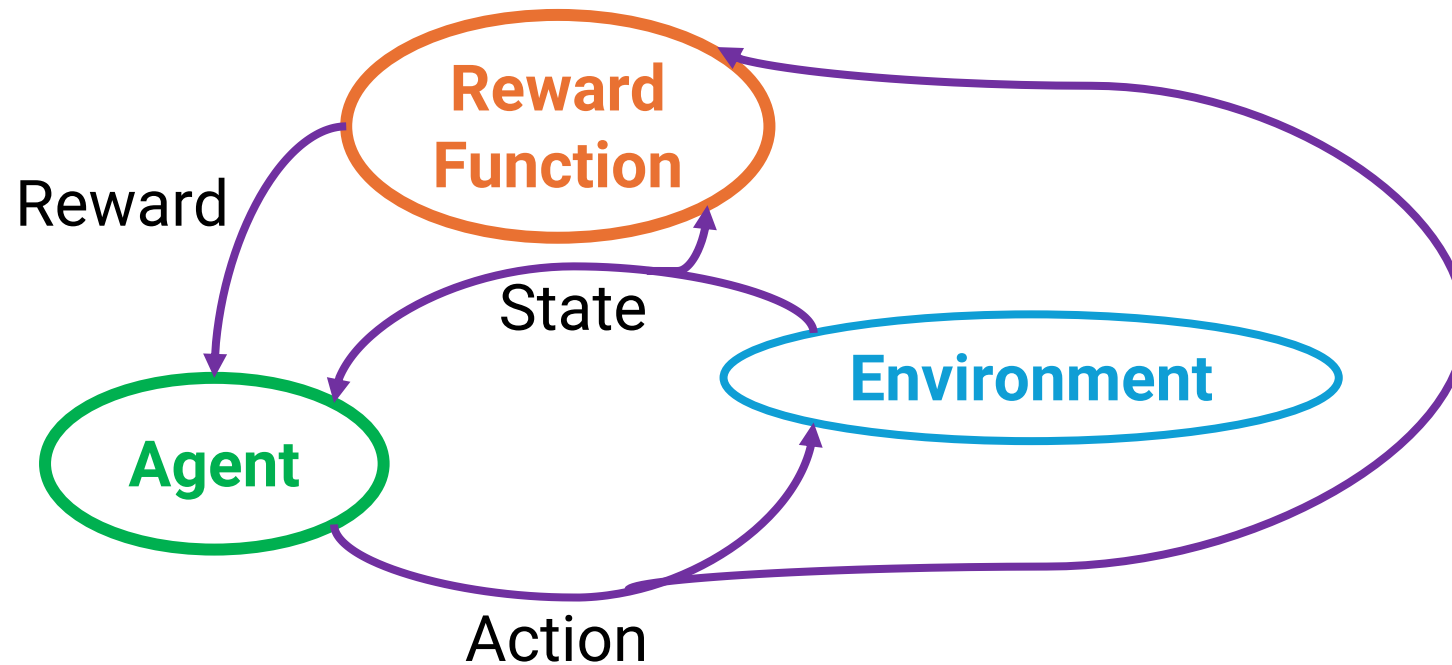 Reward
Function
Reward
State
Environment
Agent
Action